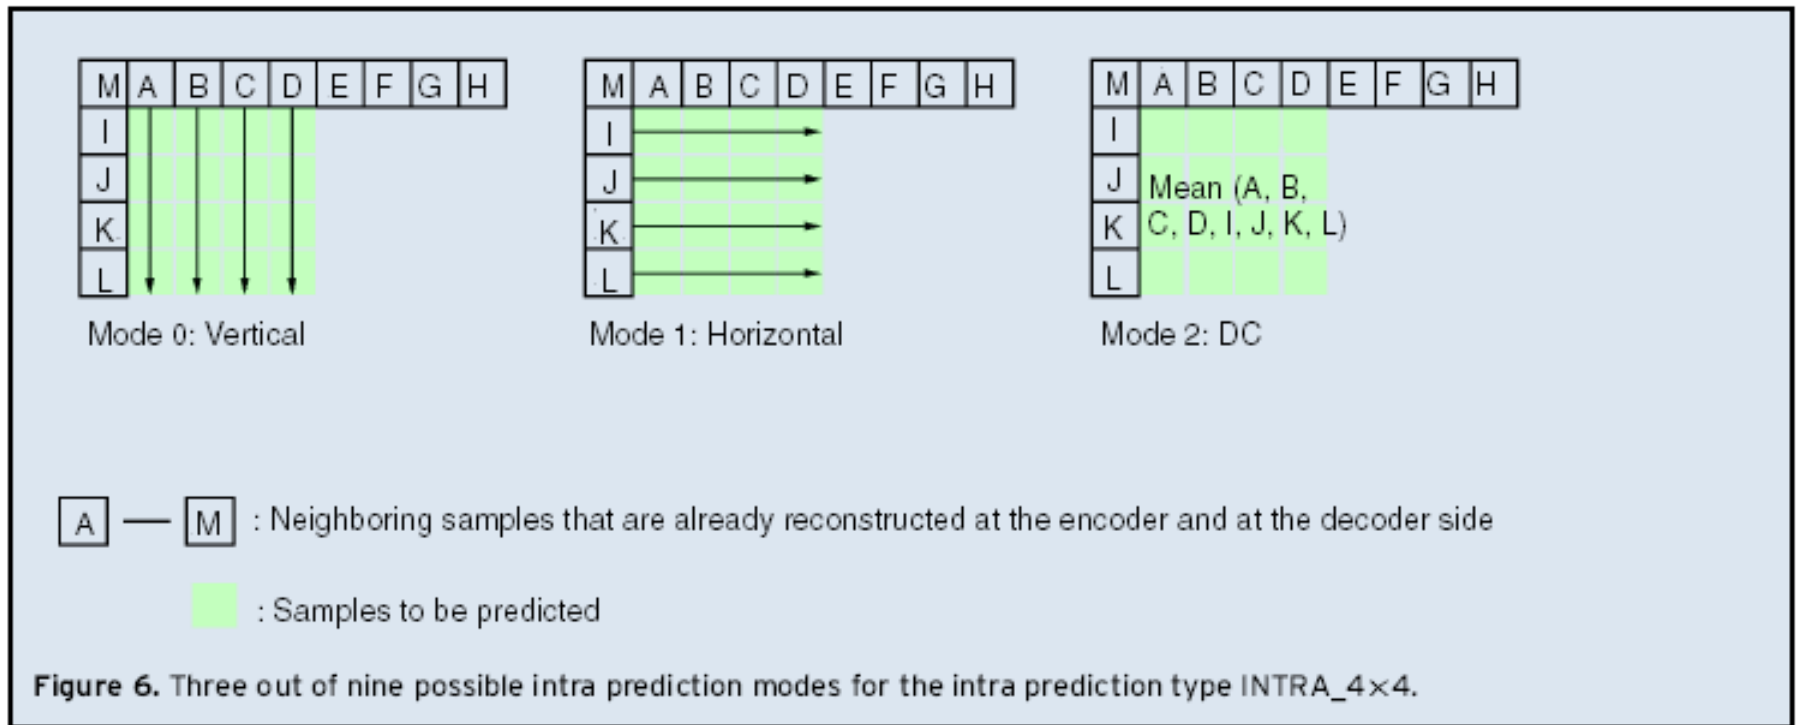 M A B C D E F G H
I
J
K
L
Mode 0: Vertical
M A B C D E F G H
I
J
K
L
Mode 1: Horizontal
M A B C D E F G H
I
J
K
L
Mean (A, B,
C, D, I, J, K, L)
Mode 2: DC
A — M : Neighboring samples that are already reconstructed at the encoder and at the decoder side
: Samples to be predicted
Figure 6. Three out of nine possible intra prediction modes for the intra prediction type INTRA_4×4.